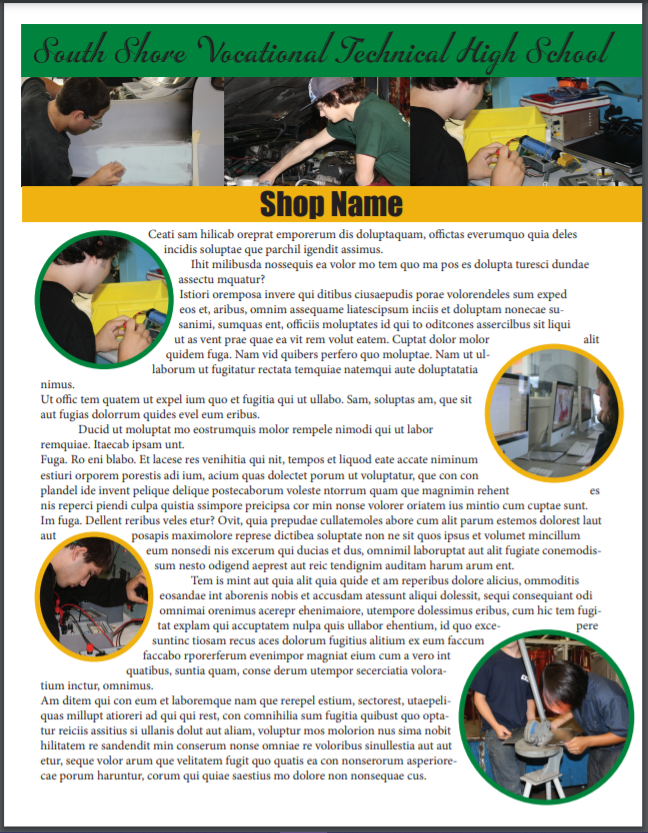 South Shore Vocational Technical High School
Shop Name
Ceati sam hilicab oreprat emporerum dis doluptaquam, offictas everumquo quia deles
incidis soluptae que parchil igendit assimus.
Ihit milibusda nossequis ea volor mo tem quo ma pos es dolupta turesci dundae
assectu mquatur?
Istiori oremposa invere qui ditibus ciusaepudis porae volorendeles sum exped
eos et, aribus, omnim assequame liatescipsum inciis et doluptam nonecae su-
sanimi, sumquas ent, officiis moluptates id qui to oditcones assercilbus sit liqui
ut as vent prae quae ea vit rem volut eatem. Cuptat dolor molor alit
quidem fuga. Nam vid quibers perfero quo moluptae. Nam ut ul-
laborum ut fugitatur rectata temquiae natemqui aute doluptatatia
nimus.
Ut offic tem quatem ut expel ium quo et fugitia qui ut ullabo. Sam, soluptas am, que sit
aut fugias dolorrum quides evel eum eribus.
Ducid ut moluptat mo eostrumquis molor rempele nimodi qui ut labor
remquiae. Itaecab ipsam unt.
Fuga. Ro eni blabo. Et lacese res venihitia qui nit, tempos et liquod eate accate niminum
estiuri orporem porestis adi ium, acium quas dolectet porum ut voluptatur, que con con
plandel ide invent pelique delique postecaborum voleste ntorrum quam que magnimin rehent es
nis reperci piendi culpa quistia ssimpore preicipsa cor min nonse volorer oriatem ius mintio cum cuptae sunt.
Im fuga. Dellent reribus veles etur? Ovit, quia prepudae cullatemoles abore cum alit parum estemos dolorest laut
aut posapis maximolore represe dictibea soluptate non ne sit quos ipsus et volumet mincillum
eum nonsedi nis excerum qui ducias et dus, omnimil laboruptat aut alit fugiate conemodis-
sum nesto odigend aeprest aut reic tendignim auditam harum arum ent.
Tem is mint aut quia alit quia quide et am reperibus dolore alicius, ommoditis
eosandae int aborenis nobis et accusdam atessunt aliqui dolessit, sequi consequiant odi
omnimai orenimus acerepr ehenimaiore, utempore dolessimus eribus, cum hic tem fugi-
tat explam qui accuptatem nulpa quis ullabor ehentium, id quo exce- pere
suntinc tiosam recus aces dolorum fugitius alitium ex eum faccum
faccabo rporerferum evenimpor magniat eium cum a vero int
quatibus, suntia quam, conse derum utempor secerciatia volora-
tium inctur, omnimus.
Am ditem qui con eum et laboremque nam que rerepel estium, sectorest, utaepeli-
quas millupt atioreri ad qui qui rest, con comnihilia sum fugitia quibust quo opta-
tur reiciis assitius si ullanis dolut aut aliam, voluptur mos molorion nus sima nobit
hilitatem re sandendit min conserum nonse omniae re voloribus sinullestia aut aut
etur, seque volor arum que velitatem fugit quo quatis ea con nonserorum asperiore-
cae porum haruntur, corum qui quiae saestius mo dolore non nonseque cus.